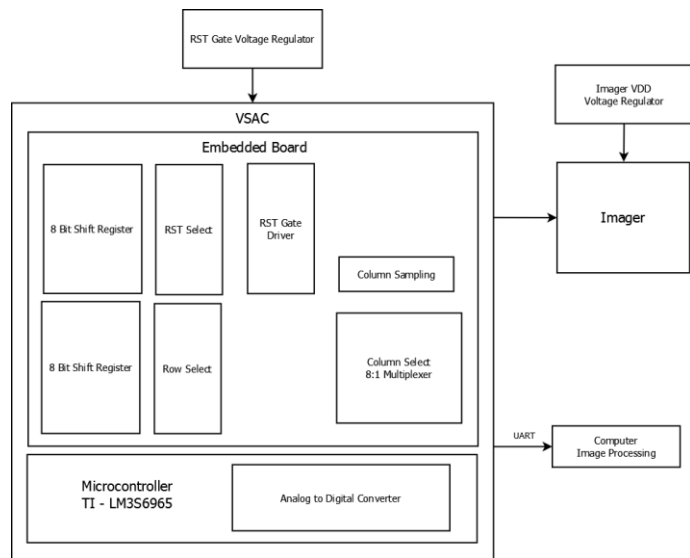 RST Gate Voltage Regulator
Imager VDD
Voltage Regulator
VSAC
Embedded Board
8 Bit Shift Register
RST Select
RST Gate
Driver
Imager
Column Sampling
8 Bit Shift Register
Row Select
Column Select
8:1 Multiplexer
UART
Computer
Image Processing
Microcontroller
TI - LM3S6965
Analog to Digital Converter